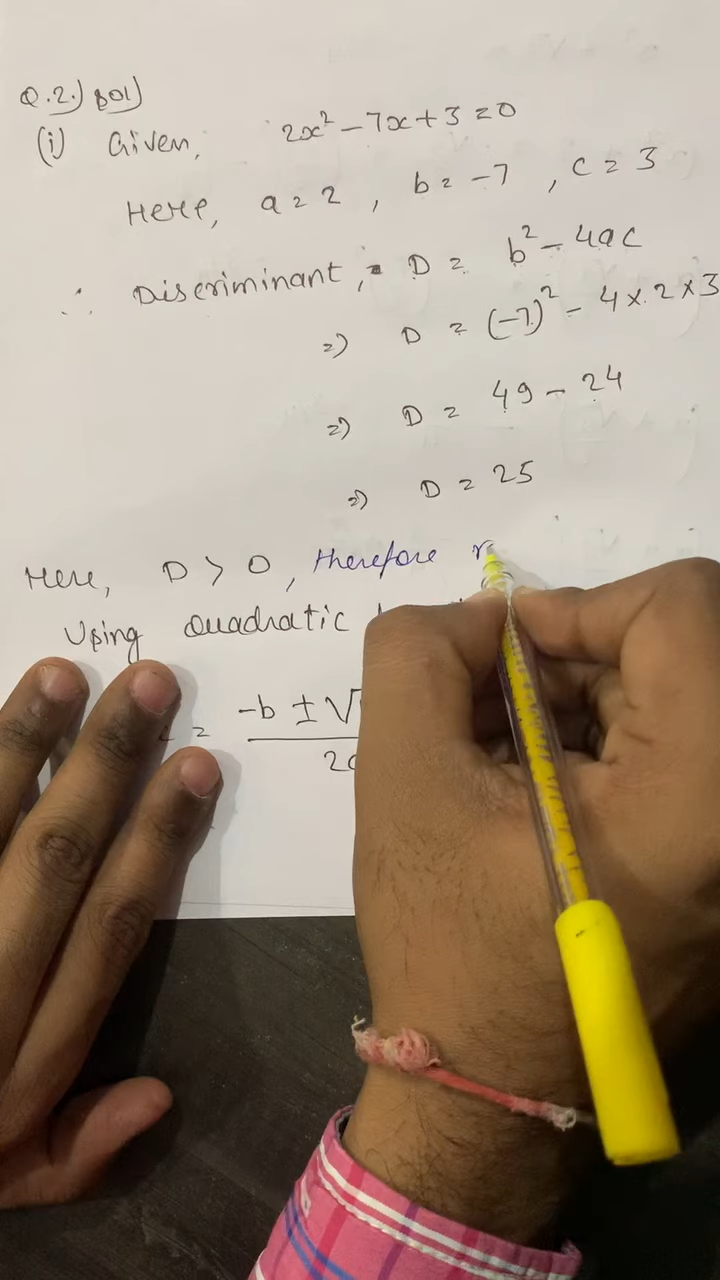 Q.2.) Sol)
(i) Given, 2x² - 7x + 3 = 0
Here, a = 2, b = -7, c = 3
∴ Discriminant, D = b² - 4ac
=) D = (-7)² - 4 × 2 × 3
=) D = 49 - 24
=) D = 25
Here, D > 0, therefore r
Using quadratic
= -b ± √
2